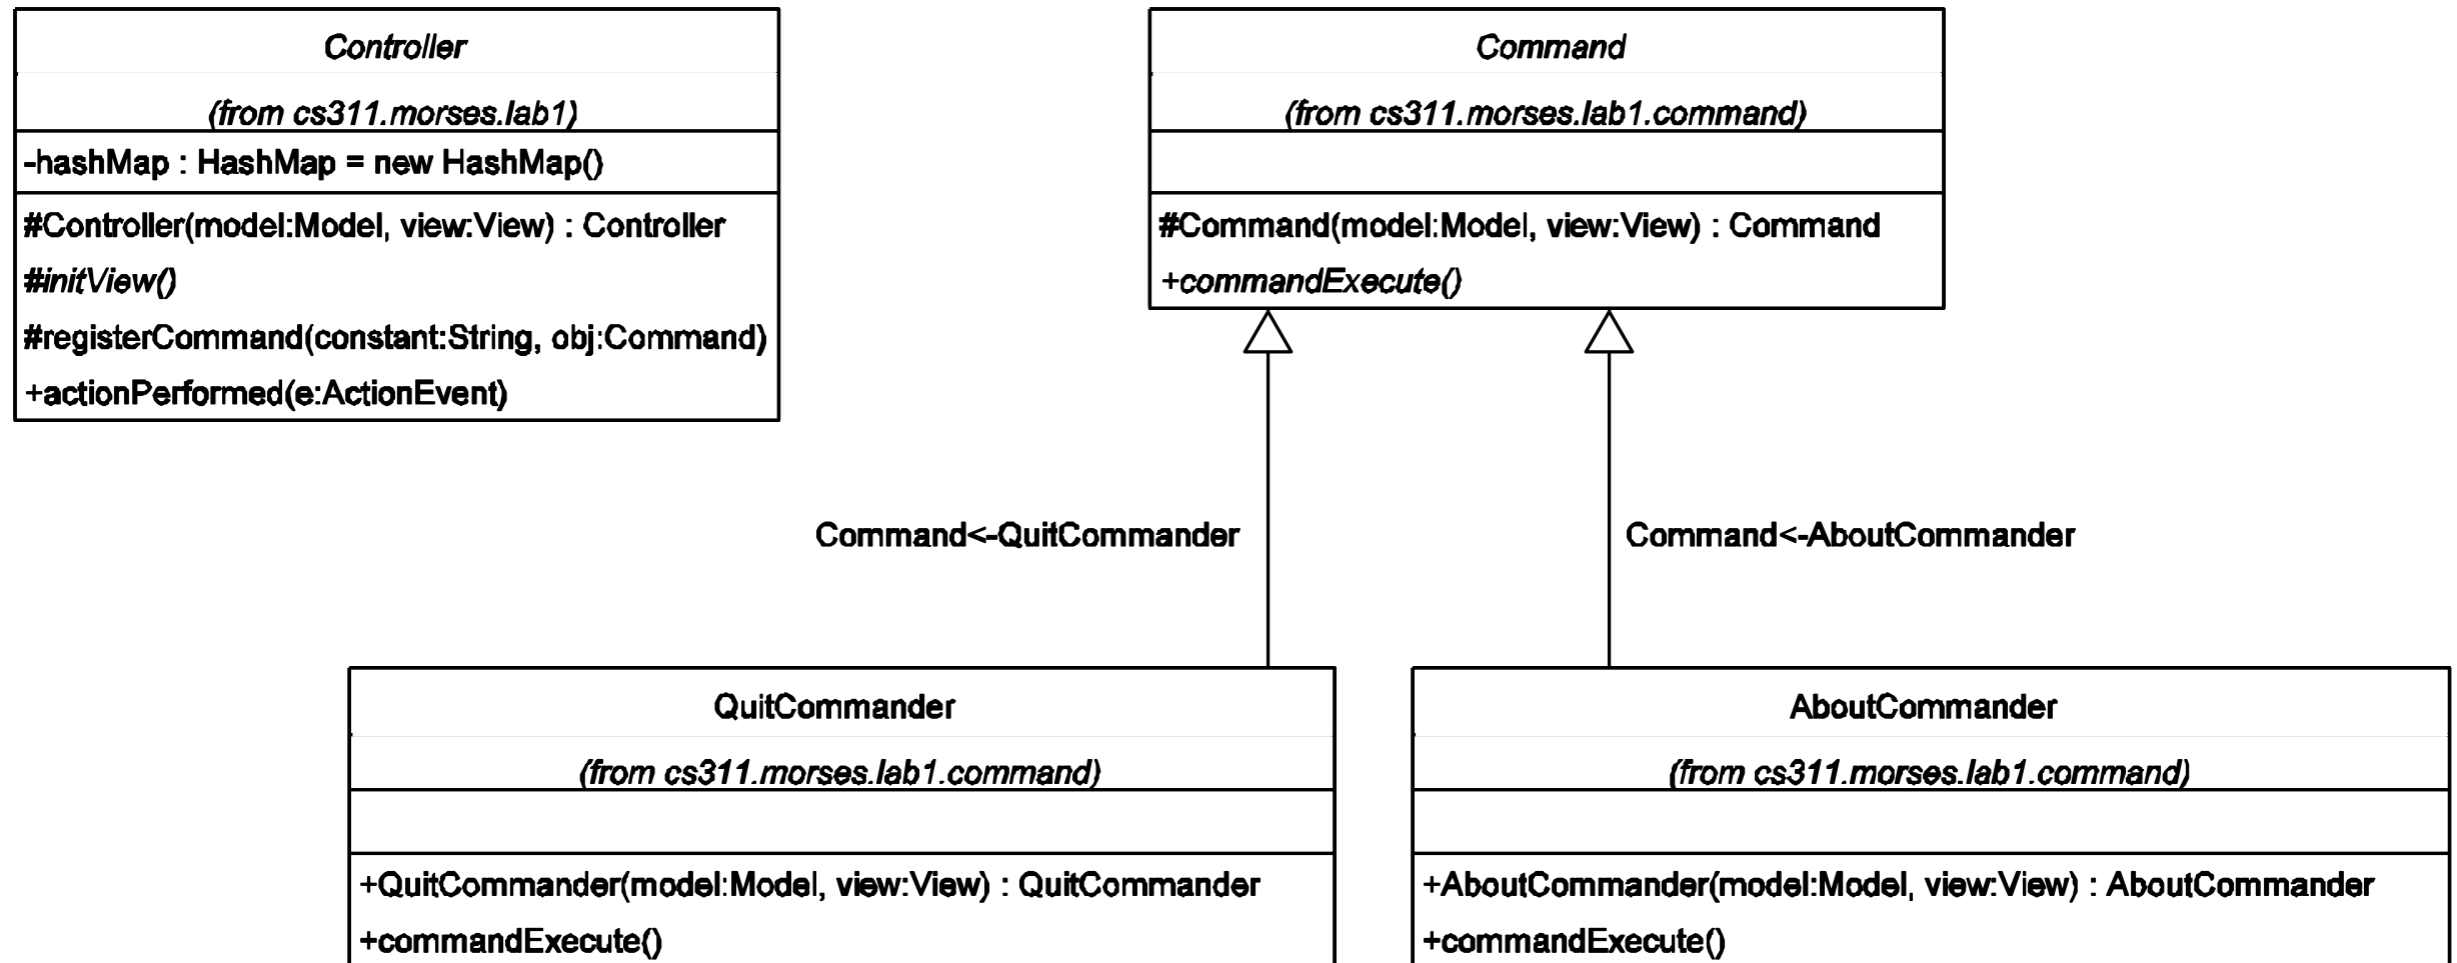 Controller
(from cs311.morses.lab1)
-hashMap : HashMap = new HashMap()
#Controller(model:Model, view:View) : Controller
#initView()
#registerCommand(constant:String, obj:Command)
+actionPerformed(e:ActionEvent)
Command
(from cs311.morses.lab1.command)
#Command(model:Model, view:View) : Command
+commandExecute()
Command<-QuitCommander
Command<-AboutCommander
QuitCommander
(from cs311.morses.lab1.command)
+QuitCommander(model:Model, view:View) : QuitCommander
+commandExecute()
AboutCommander
(from cs311.morses.lab1.command)
+AboutCommander(model:Model, view:View) : AboutCommander
+commandExecute()